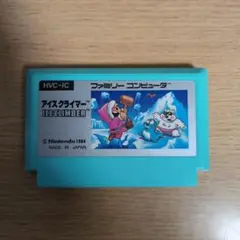 HVC-IC
ファミリー コンピュータ
アイスクライマー
ICE CLIMBER
© Nintendo 1984
MADE IN JAPAN